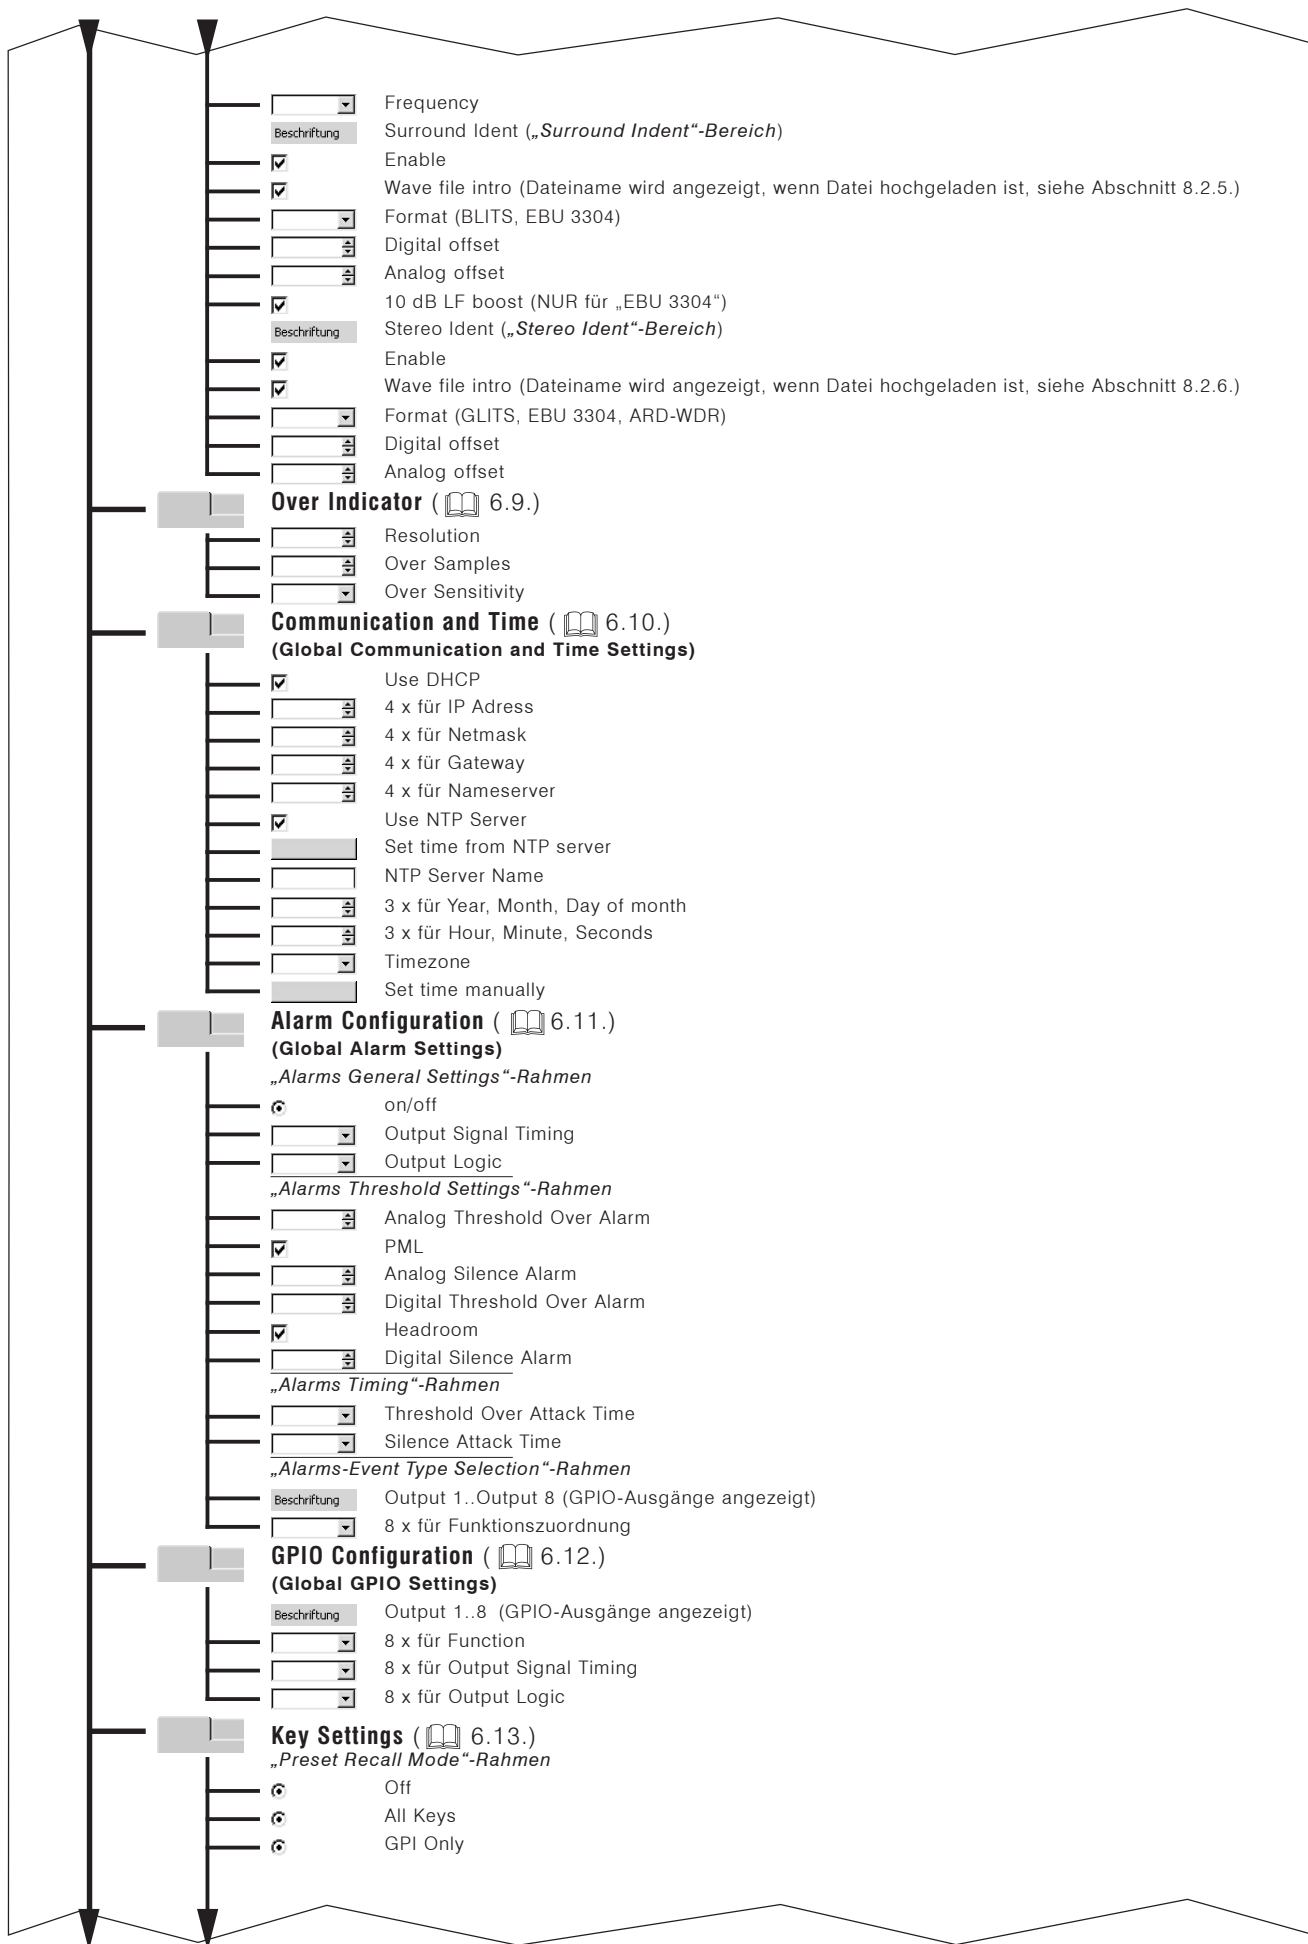 Frequency
Beschriftung Surround Ident („Surround Indent“-Bereich)
Enable
Wave file intro (Dateiname wird angezeigt, wenn Datei hochgeladen ist, siehe Abschnitt 8.2.5.)
Format (BLITS, EBU 3304)
Digital offset
Analog offset
10 dB LF boost (NUR für „EBU 3304“)
Beschriftung Stereo Ident („Stereo Ident“-Bereich)
Enable
Wave file intro (Dateiname wird angezeigt, wenn Datei hochgeladen ist, siehe Abschnitt 8.2.6.)
Format (GLITS, EBU 3304, ARD-WDR)
Digital offset
Analog offset
Over Indicator ( 6.9.)
Resolution
Over Samples
Over Sensitivity
Communication and Time ( 6.10.)
(Global Communication and Time Settings)
Use DHCP
4 x für IP Adress
4 x für Netmask
4 x für Gateway
4 x für Nameserver
Use NTP Server
Set time from NTP server
NTP Server Name
3 x für Year, Month, Day of month
3 x für Hour, Minute, Seconds
Timezone
Set time manually
Alarm Configuration ( 6.11.)
(Global Alarm Settings)
„Alarms General Settings“-Rahmen
on/off
Output Signal Timing
Output Logic
„Alarms Threshold Settings“-Rahmen
Analog Threshold Over Alarm
PML
Analog Silence Alarm
Digital Threshold Over Alarm
Headroom
Digital Silence Alarm
„Alarms Timing“-Rahmen
Threshold Over Attack Time
Silence Attack Time
„Alarms-Event Type Selection“-Rahmen
Beschriftung Output 1..Output 8 (GPIO-Ausgänge angezeigt)
8 x für Funktionszuordnung
GPIO Configuration ( 6.12.)
(Global GPIO Settings)
Beschriftung Output 1..8 (GPIO-Ausgänge angezeigt)
8 x für Function
8 x für Output Signal Timing
8 x für Output Logic
Key Settings ( 6.13.)
„Preset Recall Mode“-Rahmen
Off
All Keys
GPI Only